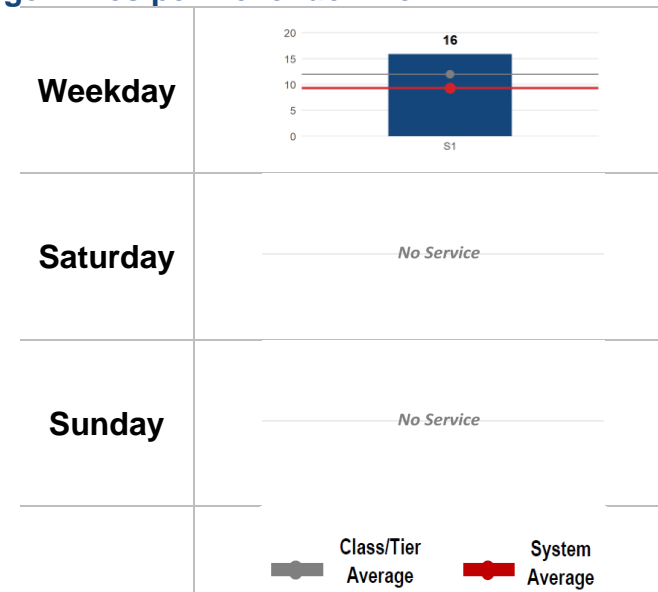 Weekday
20
15
10
5
0
16
S1
Saturday
No Service
Sunday
No Service
Class/Tier
Average
System
Average